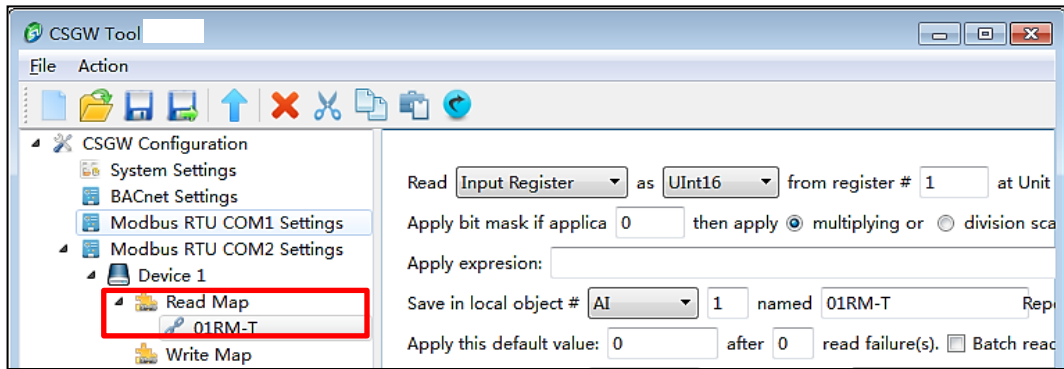 CSGW Tool
File Action
CSGW Configuration
System Settings
BACnet Settings
Modbus RTU COM1 Settings
Modbus RTU COM2 Settings
Device 1
Read Map
01RM-T
Write Map
Read Input Register as UInt16 from register # 1 at Unit
Apply bit mask if applica 0 then apply multiplying or division sca
Apply expresion:
Save in local object # AI 1 named 01RM-T Repo
Apply this default value: 0 after 0 read failure(s). Batch reac